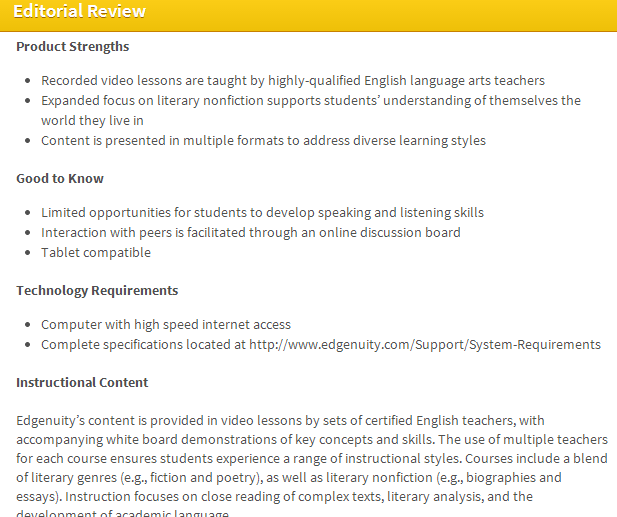 Editorial Review
Product Strengths
Recorded video lessons are taught by highly-qualified English language arts teachers
Expanded focus on literary nonfiction supports students' understanding of themselves the
world they live in
Content is presented in multiple formats to address diverse learning styles
Good to Know
Limited opportunities for students to develop speaking and listening skills
Interaction with peers is facilitated through an online discussion board
Tablet compatible
Technology Requirements
Computer with high speed internet access
Complete specifications located at http://www.edgenuity.com/Support/System-Requirements
Instructional Content
Edgenuity's content is provided in video lessons by sets of certified English teachers, with
accompanying white board demonstrations of key concepts and skills. The use of multiple teachers
for each course ensures students experience a range of instructional styles. Courses include a blend
of literary genres (e.g., fiction and poetry), as well as literary nonfiction (e.g., biographies and
essays). Instruction focuses on close reading of complex texts, literary analysis, and the
development of academic language.